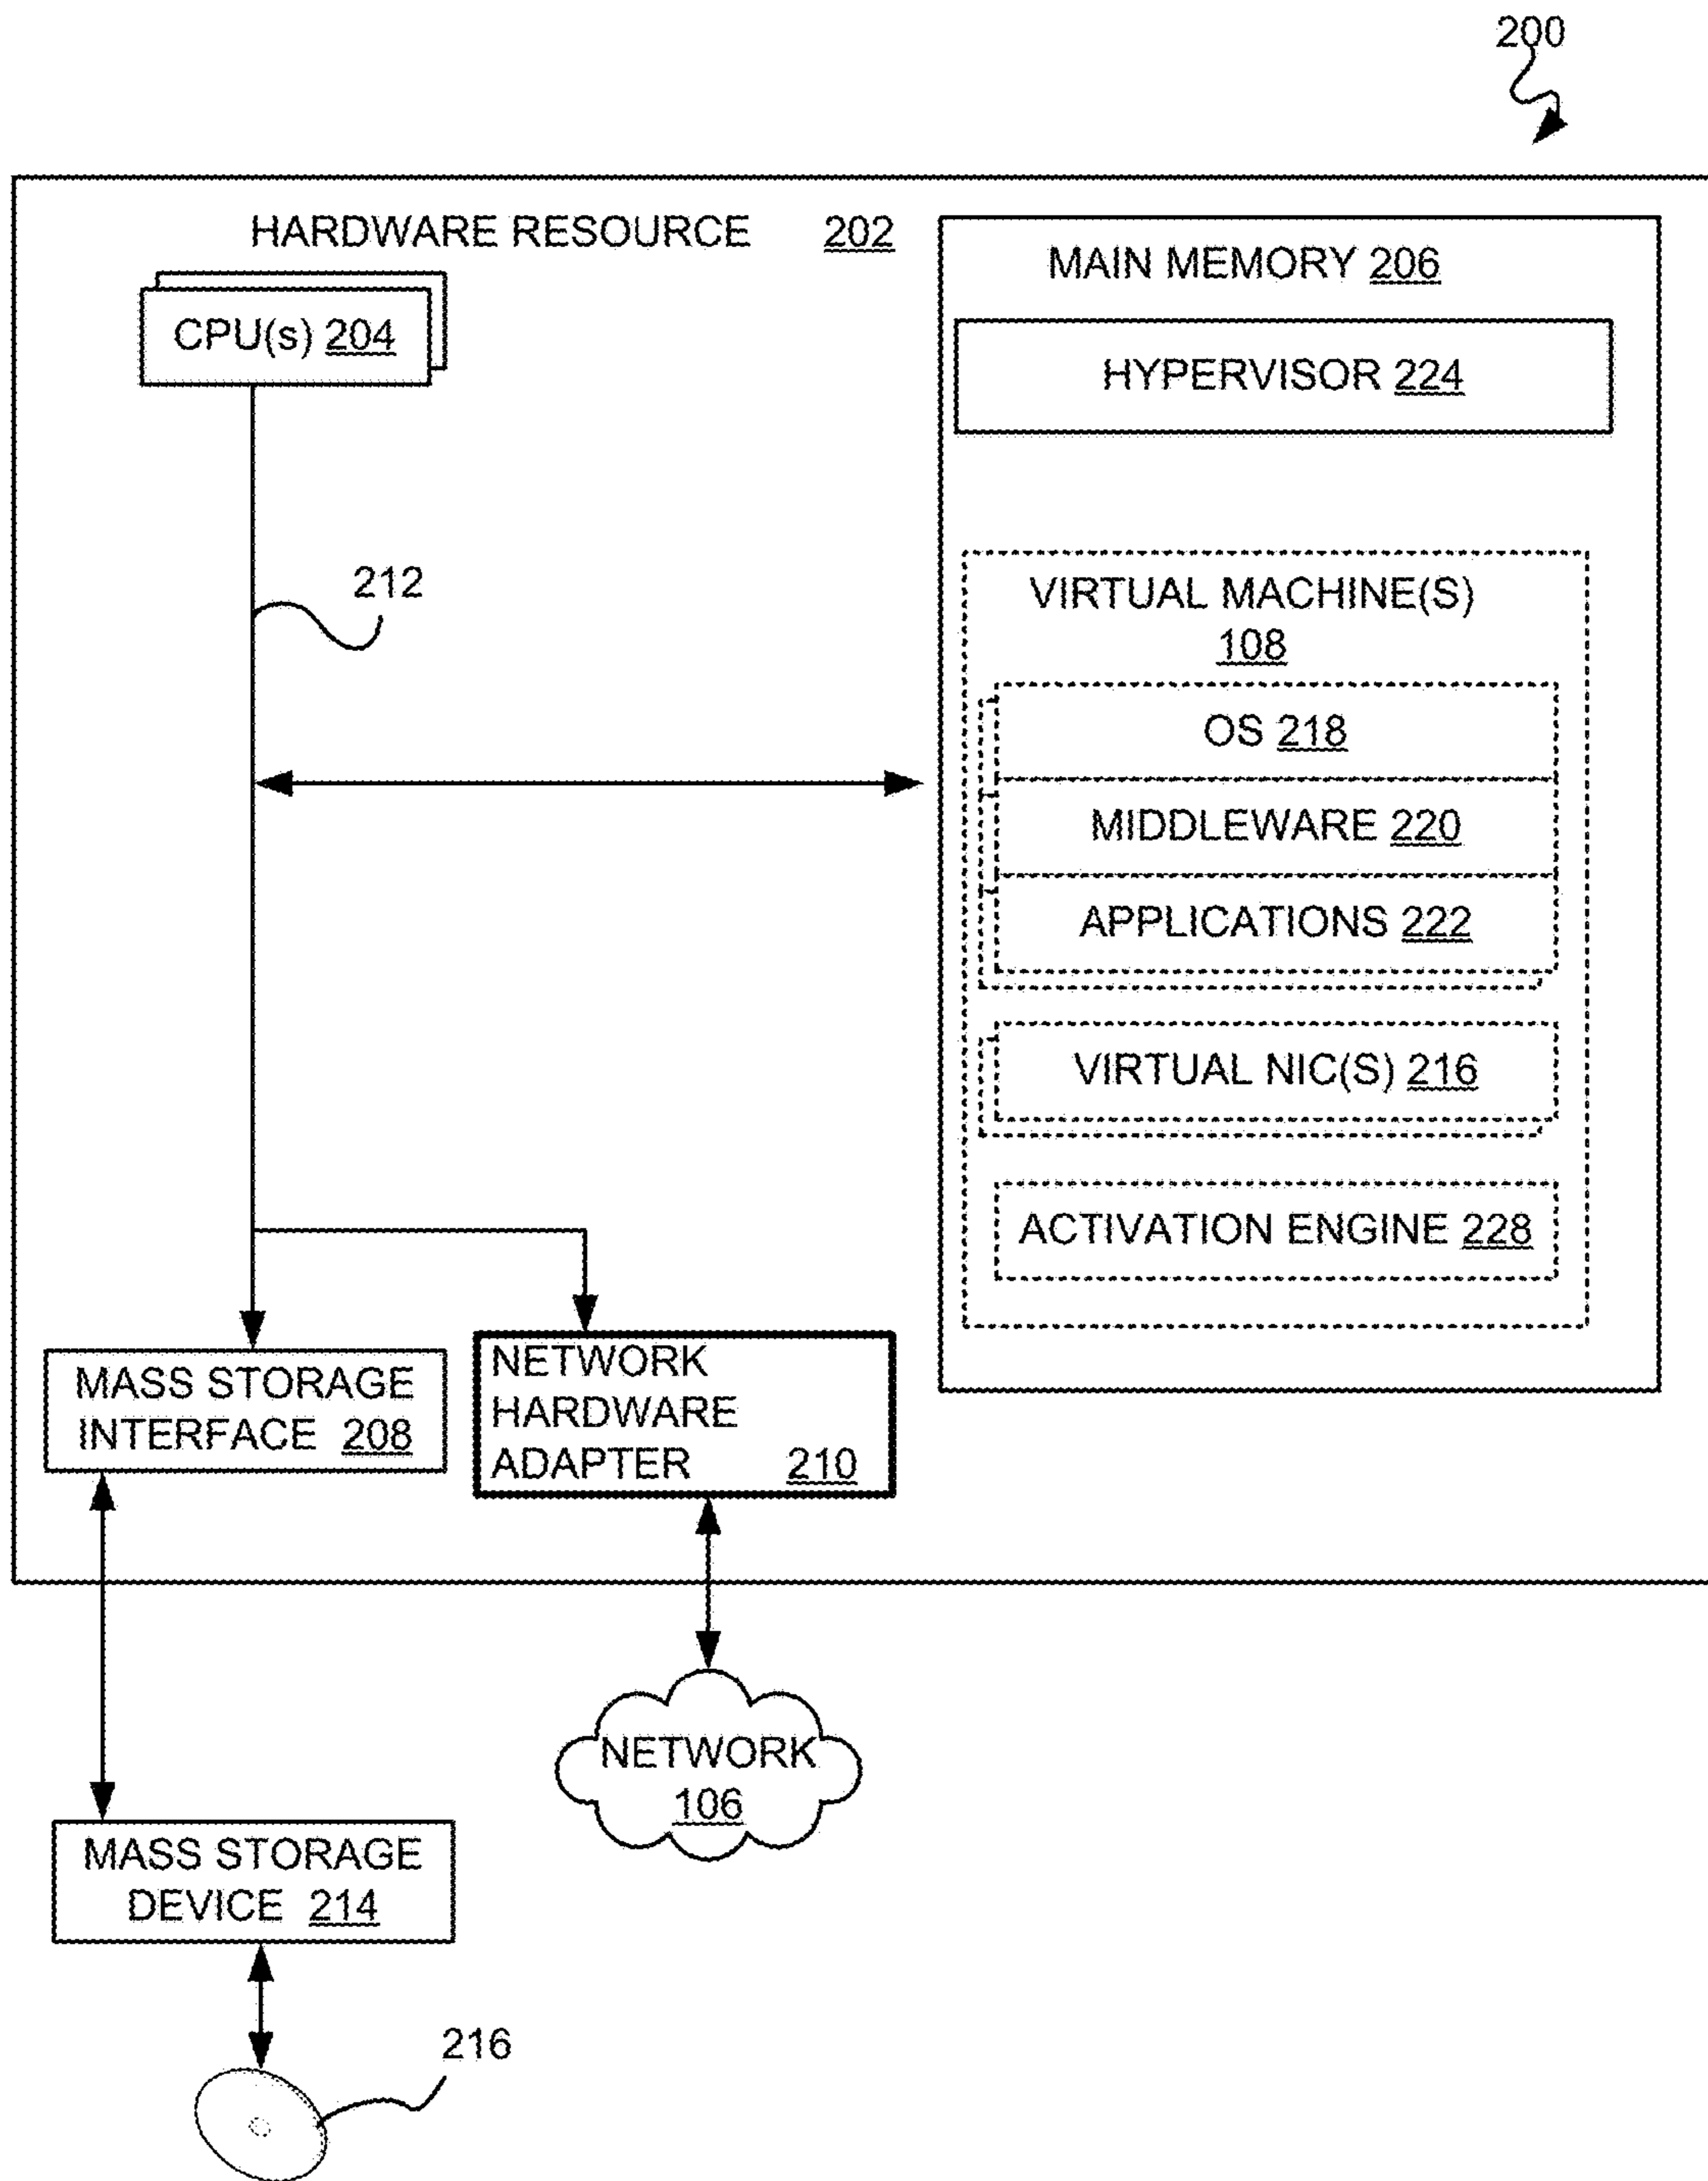 200
HARDWARE RESOURCE 202
MAIN MEMORY 206
CPU(s) 204
HYPERVISOR 224
212
VIRTUAL MACHINE(S)
108
OS 218
MIDDLEWARE 220
APPLICATIONS 222
VIRTUAL NIC(S) 216
ACTIVATION ENGINE 228
MASS STORAGE
INTERFACE 208
NETWORK
HARDWARE
ADAPTER 210
NETWORK
106
MASS STORAGE
DEVICE 214
216